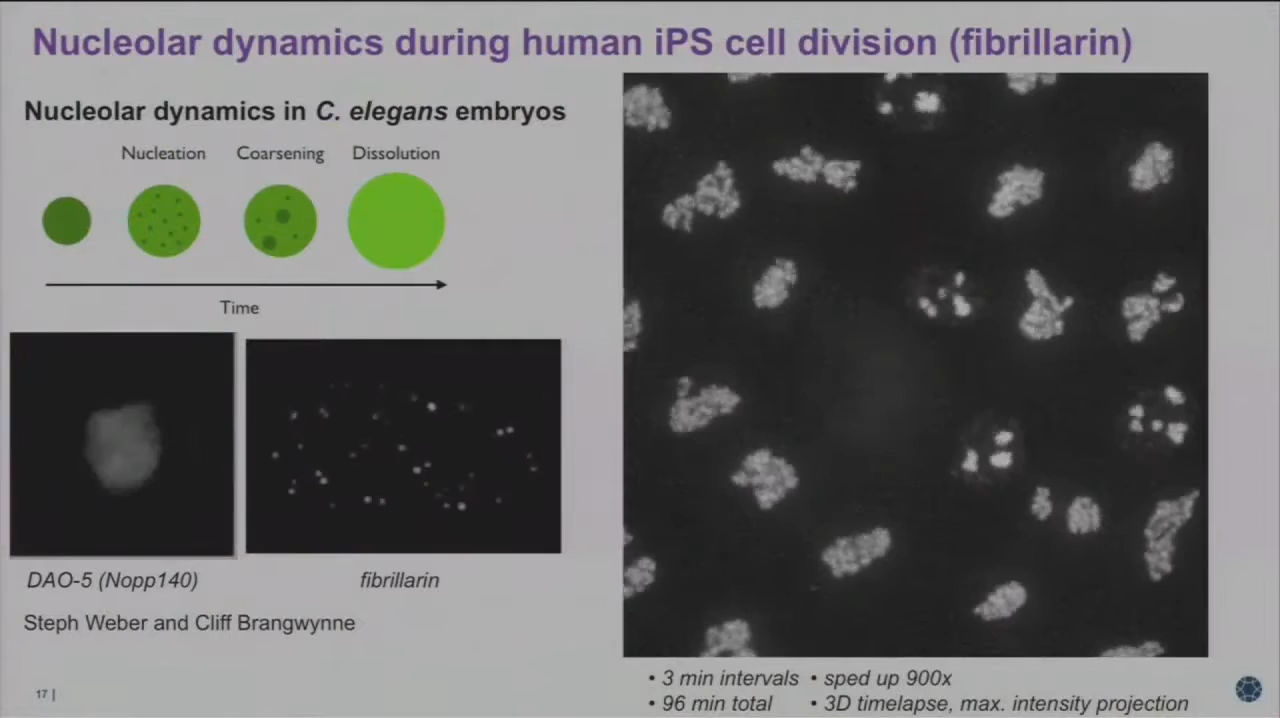 Nucleolar dynamics during human iPS cell division (fibrillarin)
Nucleolar dynamics in C. elegans embryos
Nucleation Coarsening Dissolution
Time
DAO-5 (Nopp140) fibrillarin
Steph Weber and Cliff Brangwynne
• 3 min intervals • sped up 900x
• 96 min total • 3D timelapse, max. intensity projection
17 |